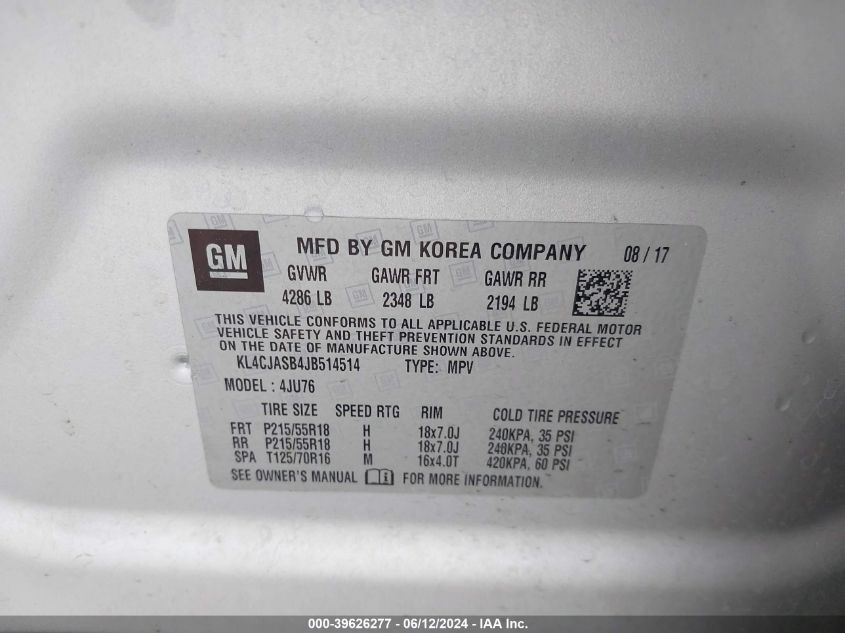 GM MFD BY GM KOREA COMPANY 08 / 17
GVWR GAWR FRT GAWR RR
4286 LB 2348 LB 2194 LB
THIS VEHICLE CONFORMS TO ALL APPLICABLE U.S. FEDERAL MOTOR
VEHICLE SAFETY AND THEFT PREVENTION STANDARDS IN EFFECT
ON THE DATE OF MANUFACTURE SHOWN ABOVE.
KL4CJASB4JB514514 TYPE: MPV
MODEL : 4JU76
TIRE SIZE SPEED RTG RIM COLD TIRE PRESSURE
FRT P215/55R18 H 18x7.0J 240KPA, 35 PSI
RR P215/55R18 H 18x7.0J 240KPA, 35 PSI
SPA T125/70R16 M 16x4.0T 420KPA, 60 PSI
SEE OWNER'S MANUAL FOR MORE INFORMATION.
000-39626277 - 06/12/2024 - IAA Inc.